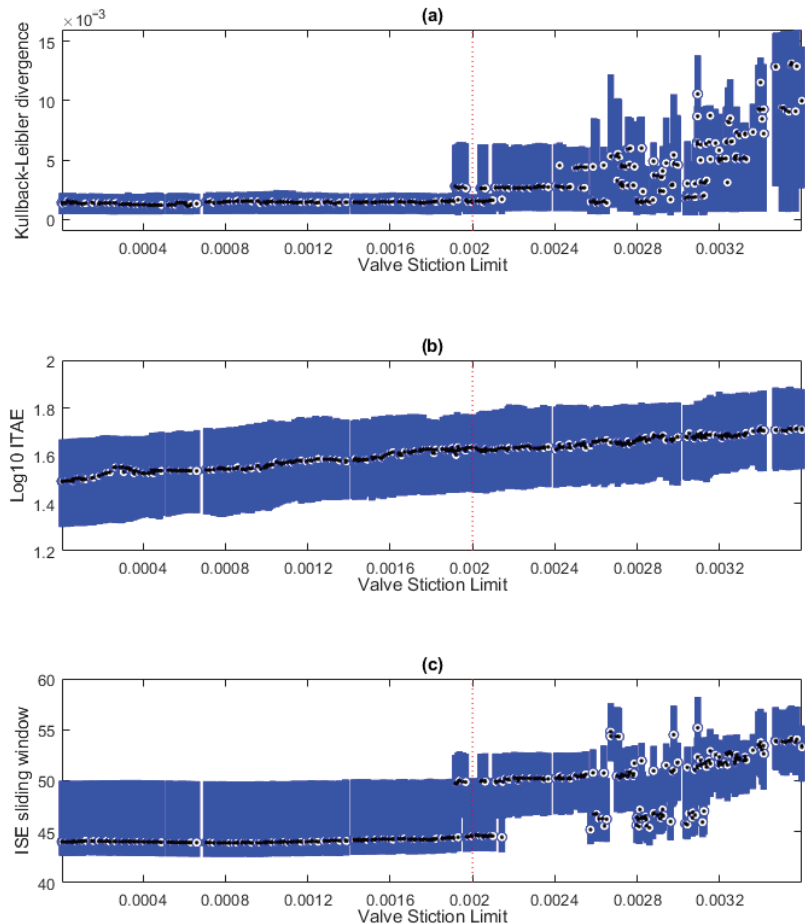 (a)
×10⁻³
15
10
5
0
Kullback-Leibler divergence
0.0004 0.0008 0.0012 0.0016 0.002 0.0024 0.0028 0.0032
Valve Stiction Limit
(b)
2
1.8
1.6
1.4
1.2
Log10 ITAE
0.0004 0.0008 0.0012 0.0016 0.002 0.0024 0.0028 0.0032
Valve Stiction Limit
(c)
60
55
50
45
40
ISE sliding window
0.0004 0.0008 0.0012 0.0016 0.002 0.0024 0.0028 0.0032
Valve Stiction Limit